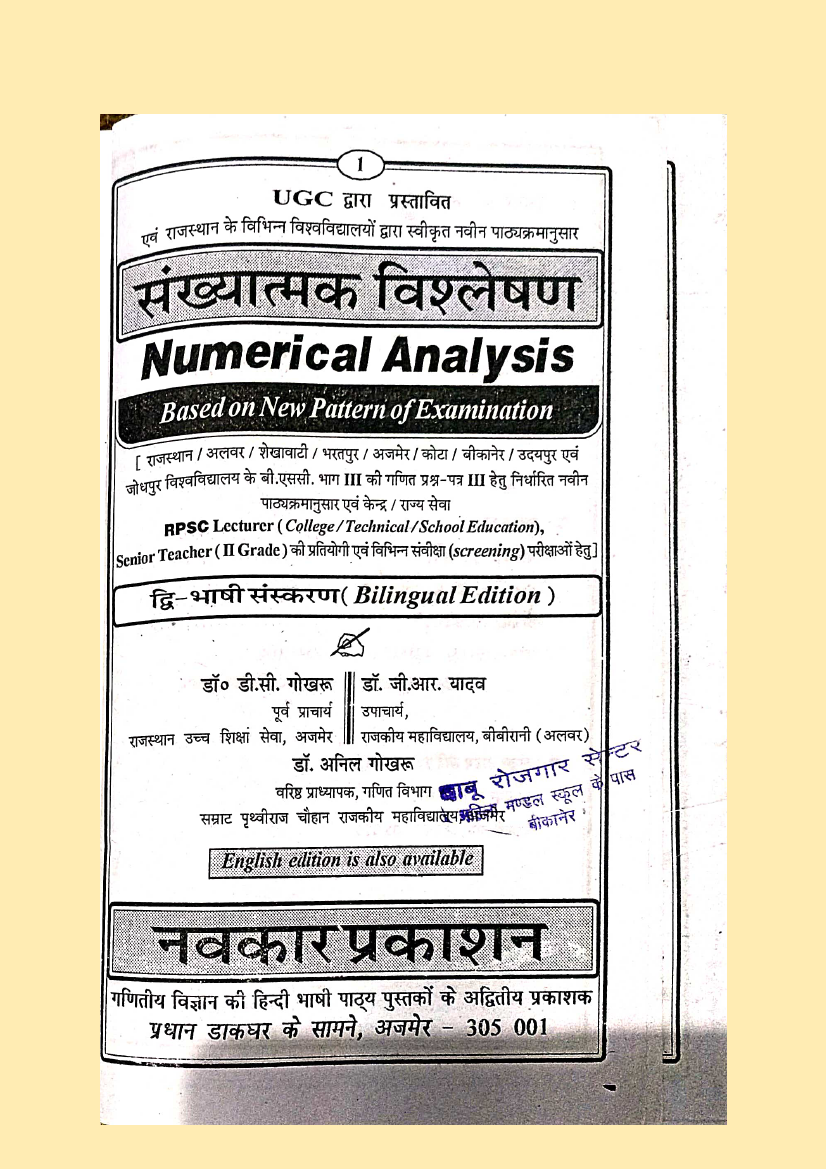 1
UGC द्वारा प्रस्तावित
एवं राजस्थान के विभिन्न विश्वविद्यालयों द्वारा स्वीकृत नवीन पाठ्यक्रमानुसार
संख्यात्मक विश्लेषण
Numerical Analysis
Based on New Pattern of Examination
[ राजस्थान / अलवर / शेखावाटी / भरतपुर / अजमेर / कोटा / बीकानेर / उदयपुर एवं
जोधपुर विश्वविद्यालय के बी.एससी. भाग III की गणित प्रश्न-पत्र III हेतु निर्धारित नवीन
पाठ्यक्रमानुसार एवं केन्द्र / राज्य सेवा
RPSC Lecturer ( College / Technical / School Education),
Senior Teacher ( II Grade ) की प्रतियोगी एवं विभिन्न संवीक्षा (screening) परीक्षाओं हेतु ]
द्वि-भाषी संस्करण ( Bilingual Edition )
डॉ० डी.सी. गोखरू
पूर्व प्राचार्य
राजस्थान उच्च शिक्षा सेवा, अजमेर
डॉ. जी.आर. यादव
उपाचार्य,
राजकीय महाविद्यालय, बीबीरानी (अलवर)
डॉ. अनिल गोखरू
वरिष्ठ प्राध्यापक, गणित विभाग
सम्राट पृथ्वीराज चौहान राजकीय महाविद्यालय, अजमेर
बाबू रोजगार सेन्टर
मण्डल स्कूल के पास
बीकानेर
English edition is also available
नवकार प्रकाशन
गणितीय विज्ञान की हिन्दी भाषी पाठ्य पुस्तकों के अद्वितीय प्रकाशक
प्रधान डाकघर के सामने, अजमेर - 305 001